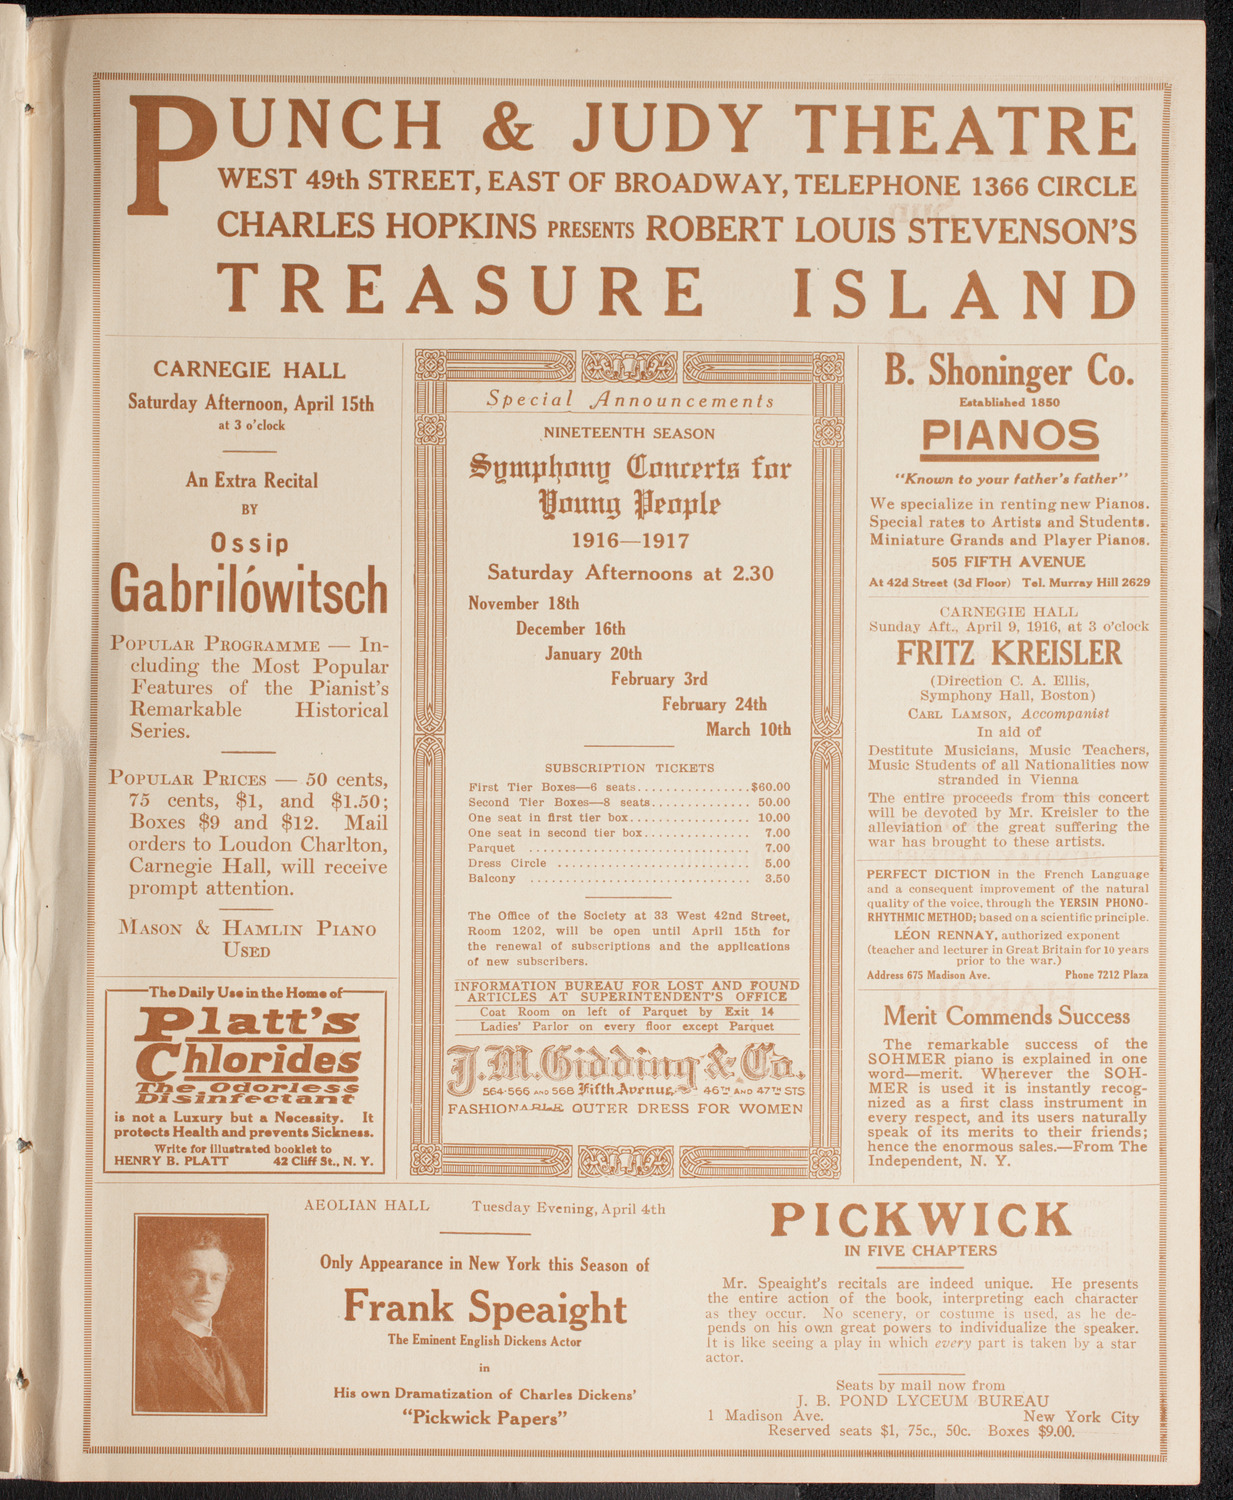 PUNCH & JUDY THEATRE
WEST 49th STREET, EAST OF BROADWAY, TELEPHONE 1366 CIRCLE
CHARLES HOPKINS PRESENTS ROBERT LOUIS STEVENSON'S
TREASURE ISLAND
CARNEGIE HALL
Saturday Afternoon, April 15th
at 3 o'clock
An Extra Recital
BY
Ossip
Gabrilówitsch
POPULAR PROGRAMME — In-
cluding the Most Popular
Features of the Pianist's
Remarkable Historical
Series.
POPULAR PRICES — 50 cents,
75 cents, $1, and $1.50;
Boxes $9 and $12. Mail
orders to Loudon Charlton,
Carnegie Hall, will receive
prompt attention.
MASON & HAMLIN PIANO
USED
The Daily Use in the Home of
Platt's
Chlorides
The Odorless
Disinfectant
is not a Luxury but a Necessity. It
protects Health and prevents Sickness.
Write for illustrated booklet to
HENRY B. PLATT 42 Cliff St., N. Y.
Special Announcements
NINETEENTH SEASON
Symphony Concerts for
Young People
1916—1917
Saturday Afternoons at 2.30
November 18th
December 16th
January 20th
February 3rd
February 24th
March 10th
SUBSCRIPTION TICKETS
First Tier Boxes—6 seats................$60.00
Second Tier Boxes—8 seats.............. 50.00
One seat in first tier box................. 10.00
One seat in second tier box............... 7.00
Parquet ................................ 7.00
Dress Circle ............................ 5.00
Balcony ................................ 3.50
The Office of the Society at 33 West 42nd Street,
Room 1202, will be open until April 15th for
the renewal of subscriptions and the applications
of new subscribers.
INFORMATION BUREAU FOR LOST AND FOUND
ARTICLES AT SUPERINTENDENT'S OFFICE
Coat Room on left of Parquet by Exit 14
Ladies' Parlor on every floor except Parquet
J. M. Gidding & Co.
564-566 AND 568 Fifth Avenue 46TH AND 47TH STS
FASHIONABLE OUTER DRESS FOR WOMEN
B. Shoninger Co.
Established 1850
PIANOS
"Known to your father's father"
We specialize in renting new Pianos.
Special rates to Artists and Students.
Miniature Grands and Player Pianos.
505 FIFTH AVENUE
At 42d Street (3d Floor) Tel. Murray Hill 2629
CARNEGIE HALL
Sunday Aft., April 9, 1916, at 3 o'clock
FRITZ KREISLER
(Direction C. A. Ellis,
Symphony Hall, Boston)
CARL LAMSON, Accompanist
In aid of
Destitute Musicians, Music Teachers,
Music Students of all Nationalities now
stranded in Vienna
The entire proceeds from this concert
will be devoted by Mr. Kreisler to the
alleviation of the great suffering the
war has brought to these artists.
PERFECT DICTION in the French Language
and a consequent improvement of the natural
quality of the voice, through the YERSIN PHONO-
RHYTHMIC METHOD; based on a scientific principle.
LÉON RENNAY, authorized exponent
(teacher and lecturer in Great Britain for 10 years
prior to the war.)
Address 675 Madison Ave. Phone 7212 Plaza
Merit Commends Success
The remarkable success of the
SOHMER piano is explained in one
word—merit. Wherever the SOH-
MER is used it is instantly recog-
nized as a first class instrument in
every respect, and its users naturally
speak of its merits to their friends;
hence the enormous sales.—From The
Independent, N. Y.
AEOLIAN HALL Tuesday Evening, April 4th
Only Appearance in New York this Season of
Frank Speaight
The Eminent English Dickens Actor
in
His own Dramatization of Charles Dickens'
"Pickwick Papers"
PICKWICK
IN FIVE CHAPTERS
Mr. Speaight's recitals are indeed unique. He presents
the entire action of the book, interpreting each character
as they occur. No scenery, or costume is used, as he de-
pends on his own great powers to individualize the speaker.
It is like seeing a play in which every part is taken by a star
actor.
Seats by mail now from
J. B. POND LYCEUM BUREAU
1 Madison Ave. New York City
Reserved seats $1, 75c., 50c. Boxes $9.00.